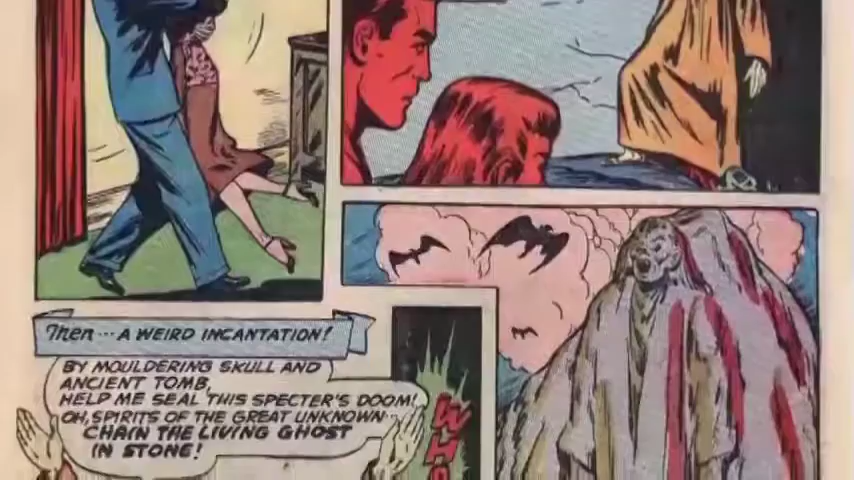 Then... A WEIRD INCANTATION!
BY MOULDERING SKULL AND
ANCIENT TOMB,
HELP ME SEAL THIS SPECTER'S DOOM!
OH, SPIRITS OF THE GREAT UNKNOWN..
CHAIN THE LIVING GHOST
IN STONE!